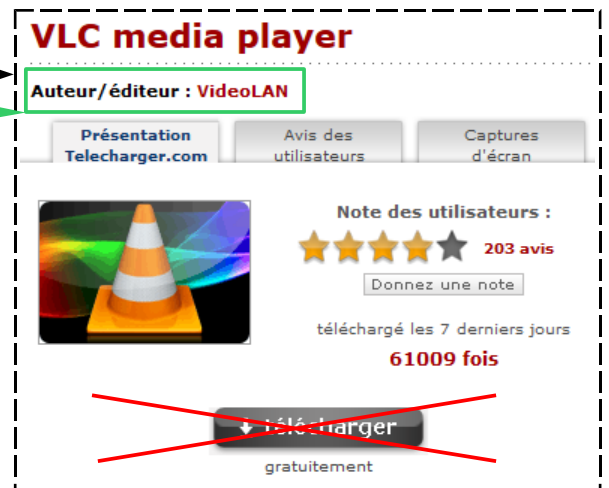 VLC media player
Auteur/éditeur : VideoLAN
Présentation
Telecharger.com
Avis des
utilisateurs
Captures
d'écran
Note des utilisateurs :
203 avis
Donnez une note
téléchargé les 7 derniers jours
61009 fois
télécharger
gratuitement